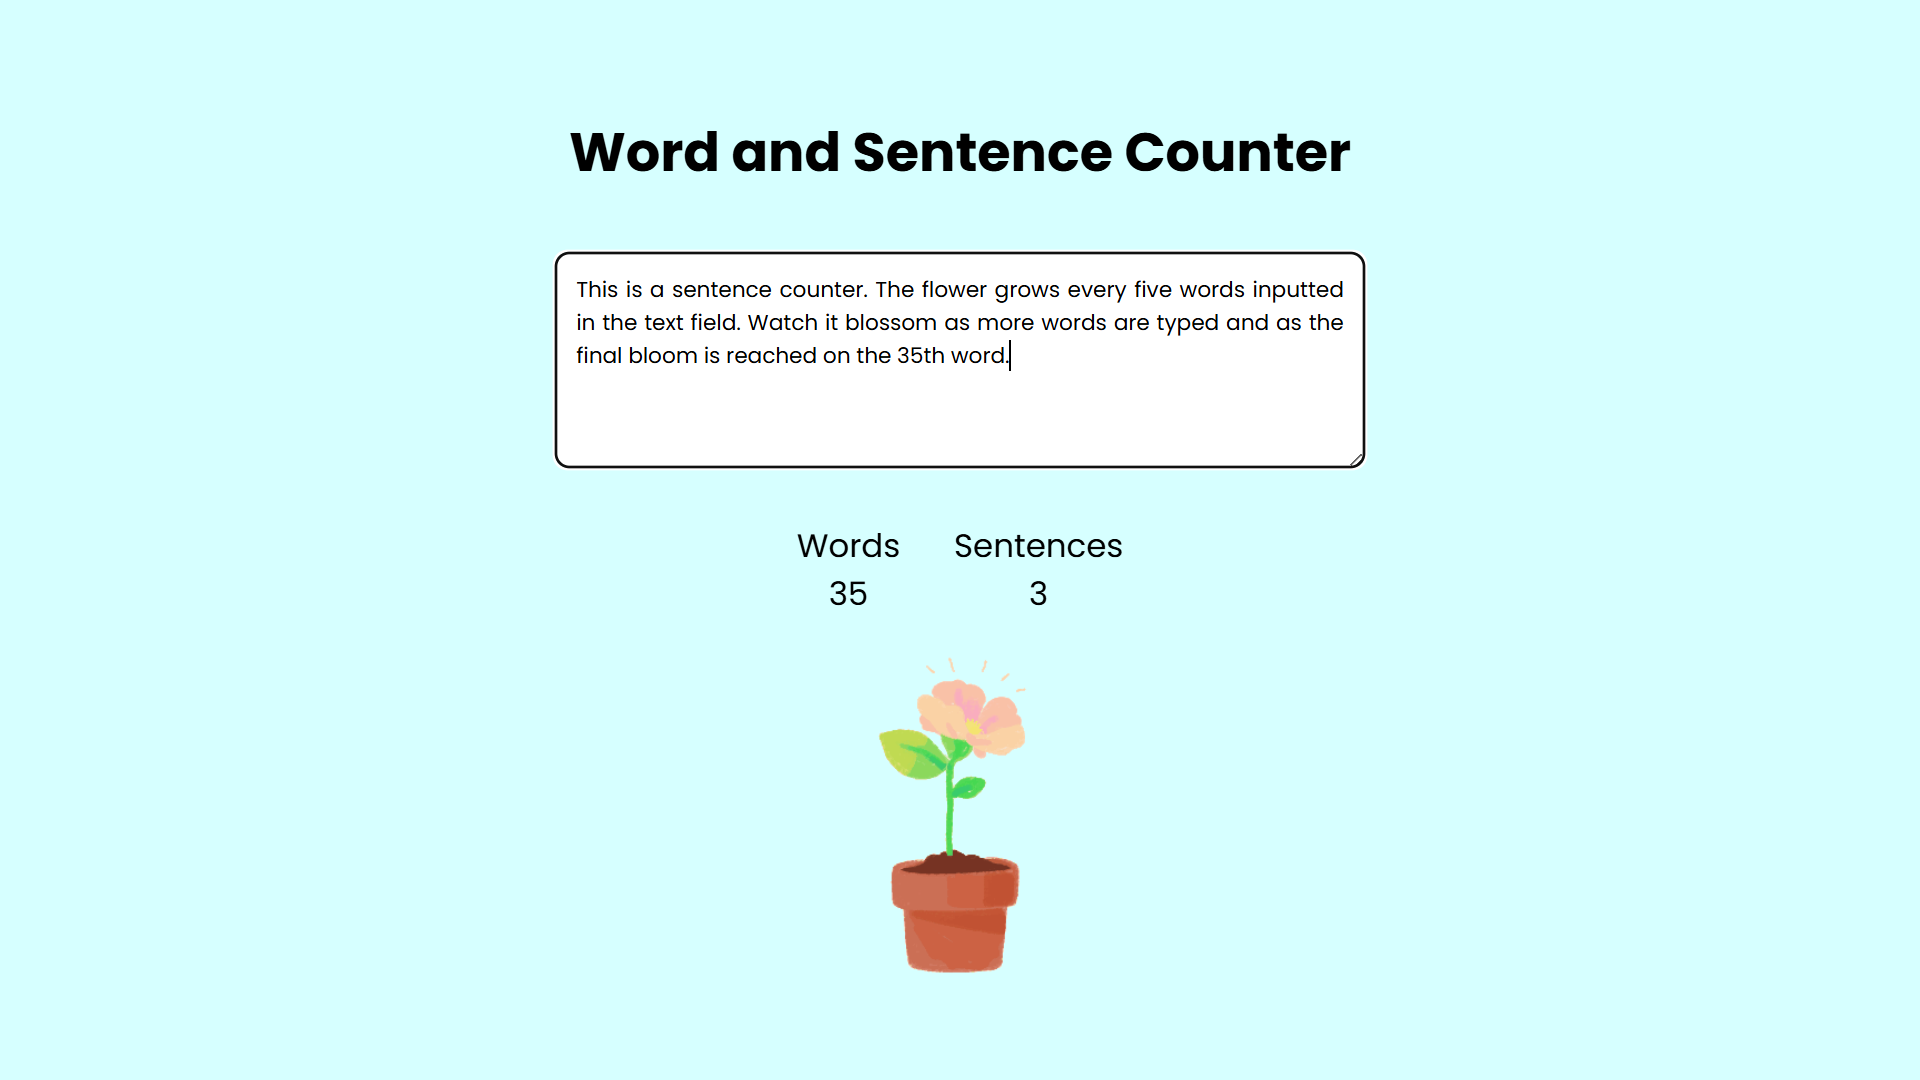 Word and Sentence Counter
This is a sentence counter. The flower grows every five words inputted
in the text field. Watch it blossom as more words are typed and as the
final bloom is reached on the 35th word.
Words Sentences
35 3